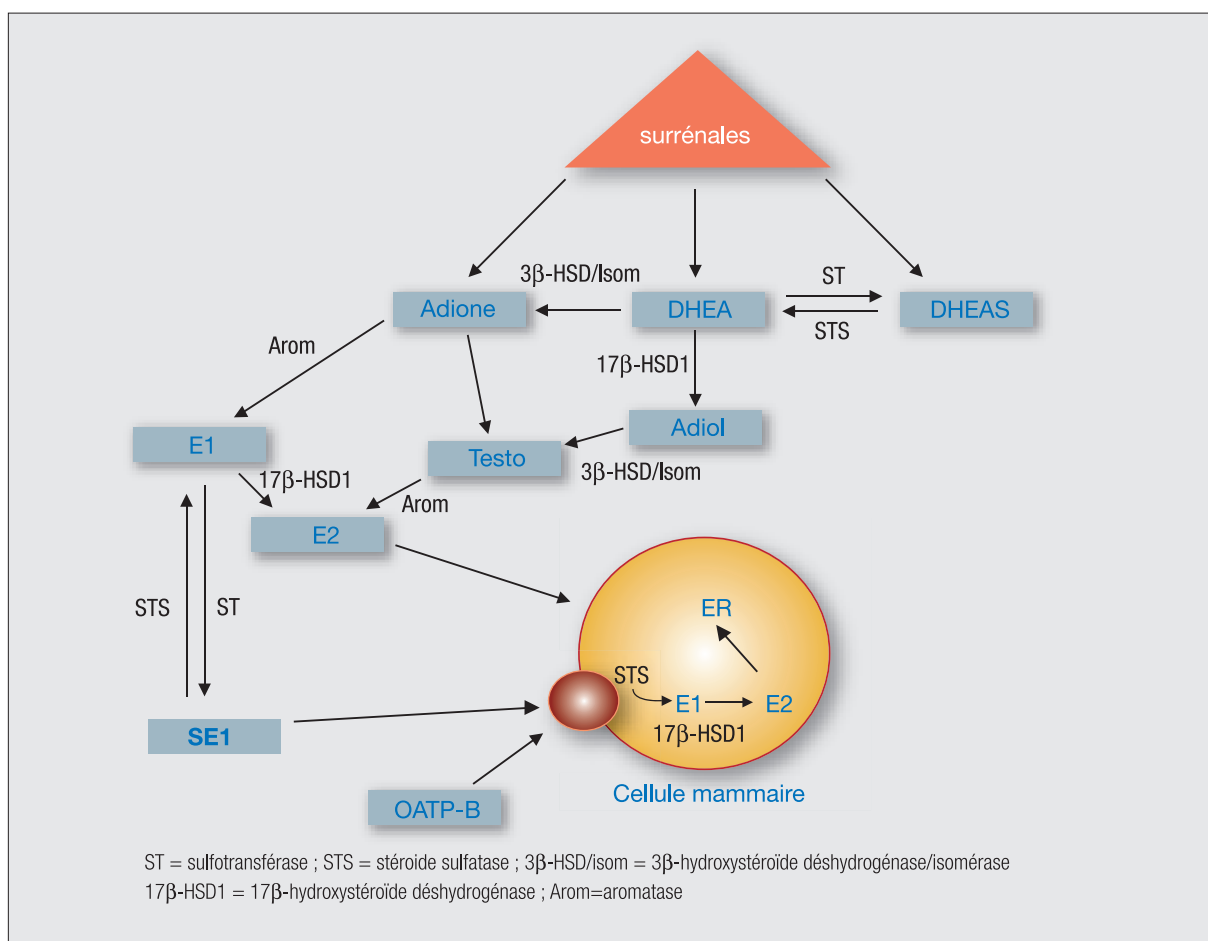 surrénales
3β-HSD/Isom
ST
Adione
DHEA
DHEAS
STS
Arom
17β-HSD1
E1
Adiol
Testo
17β-HSD1
3β-HSD/Isom
Arom
E2
STS
ST
ER
STS
E1
E2
17β-HSD1
SE1
OATP-B
Cellule mammaire
ST = sulfotransférase ; STS = stéroide sulfatase ; 3β-HSD/isom = 3β-hydroxystéroïde déshydrogénase/isomérase
17β-HSD1 = 17β-hydroxystéroïde déshydrogénase ; Arom=aromatase